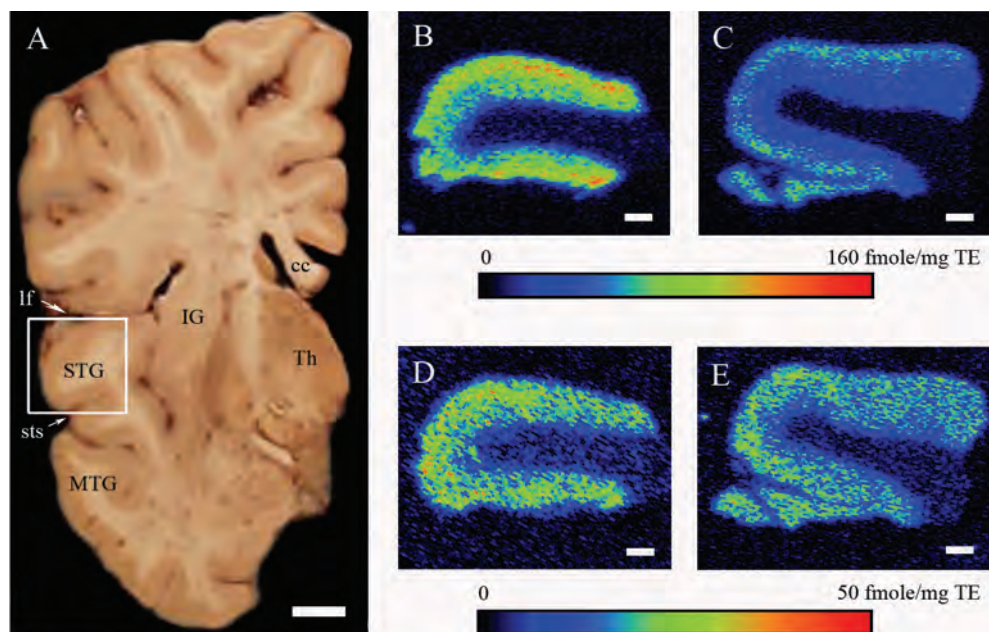 A
lf
STG
sts
MTG
IG
cc
Th
B
C
0 160 fmole/mg TE
D
E
0 50 fmole/mg TE